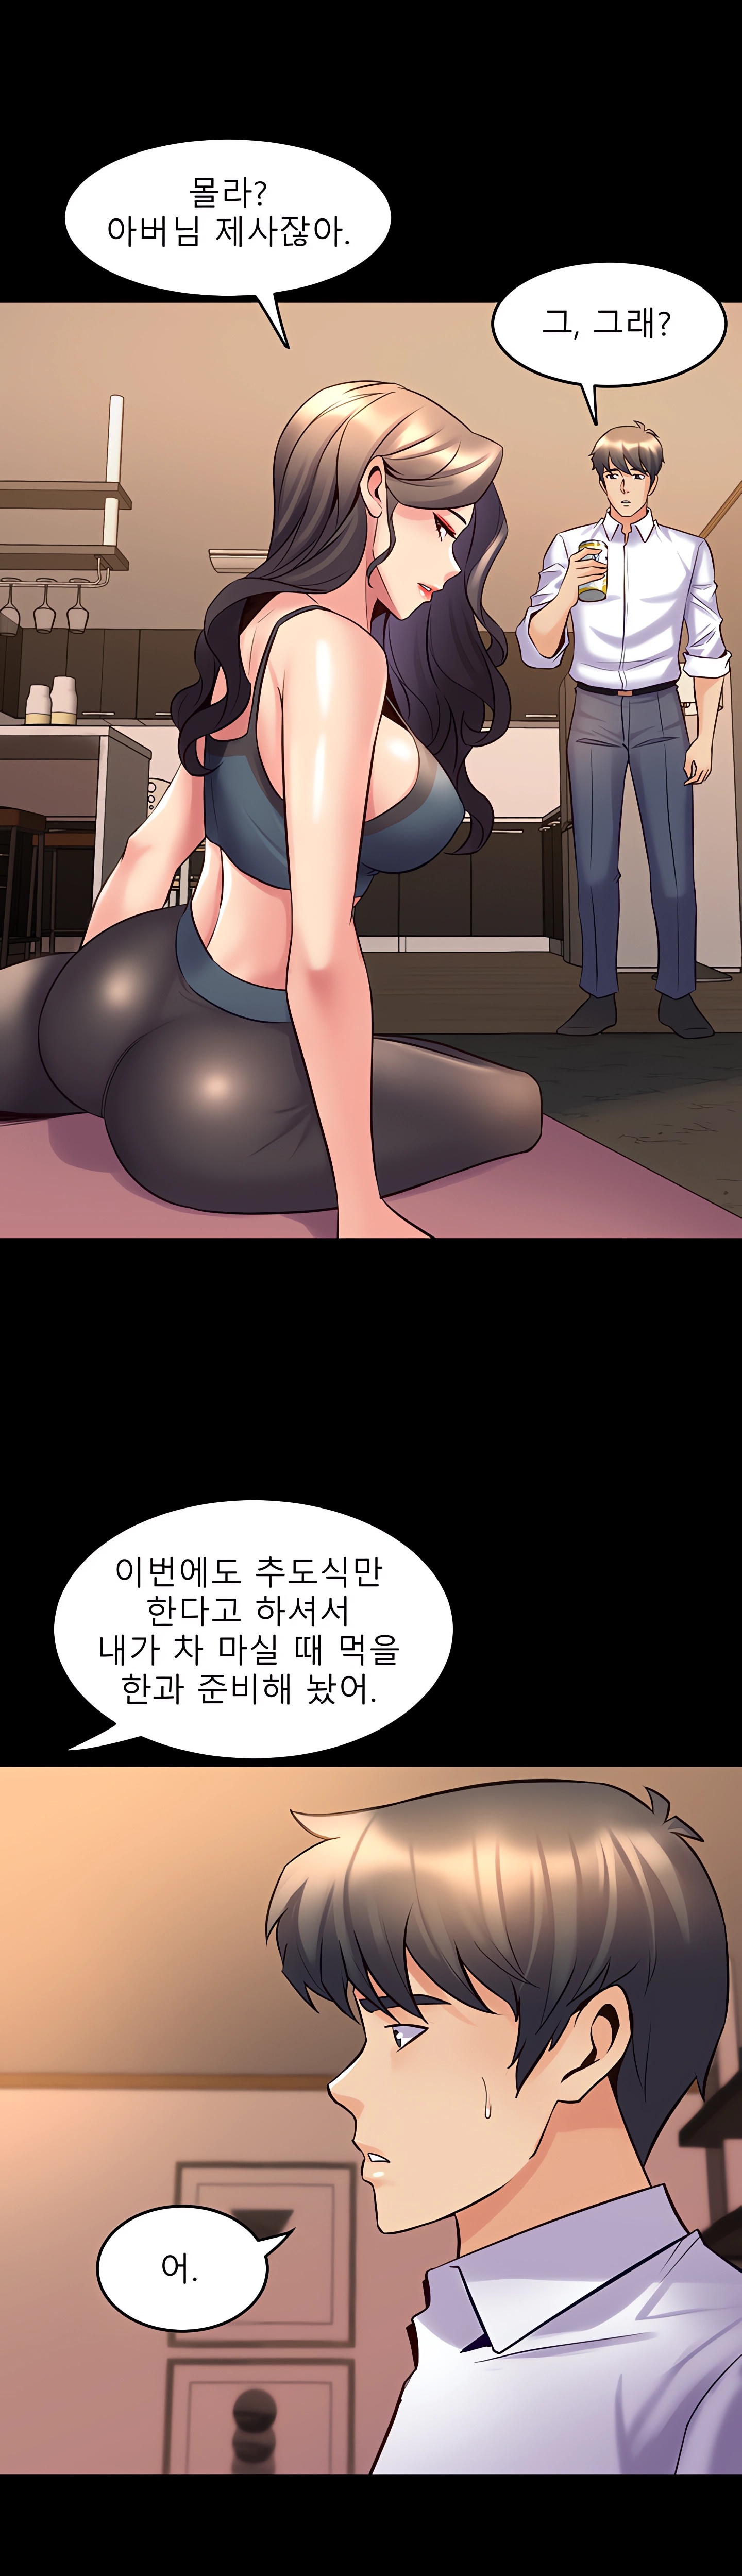 몰라?
아버님 제사잖아.
그, 그래?
이번에도 추도식만
한다고 하셔서
내가 차 마실 때 먹을
한과 준비해 놨어.
어.